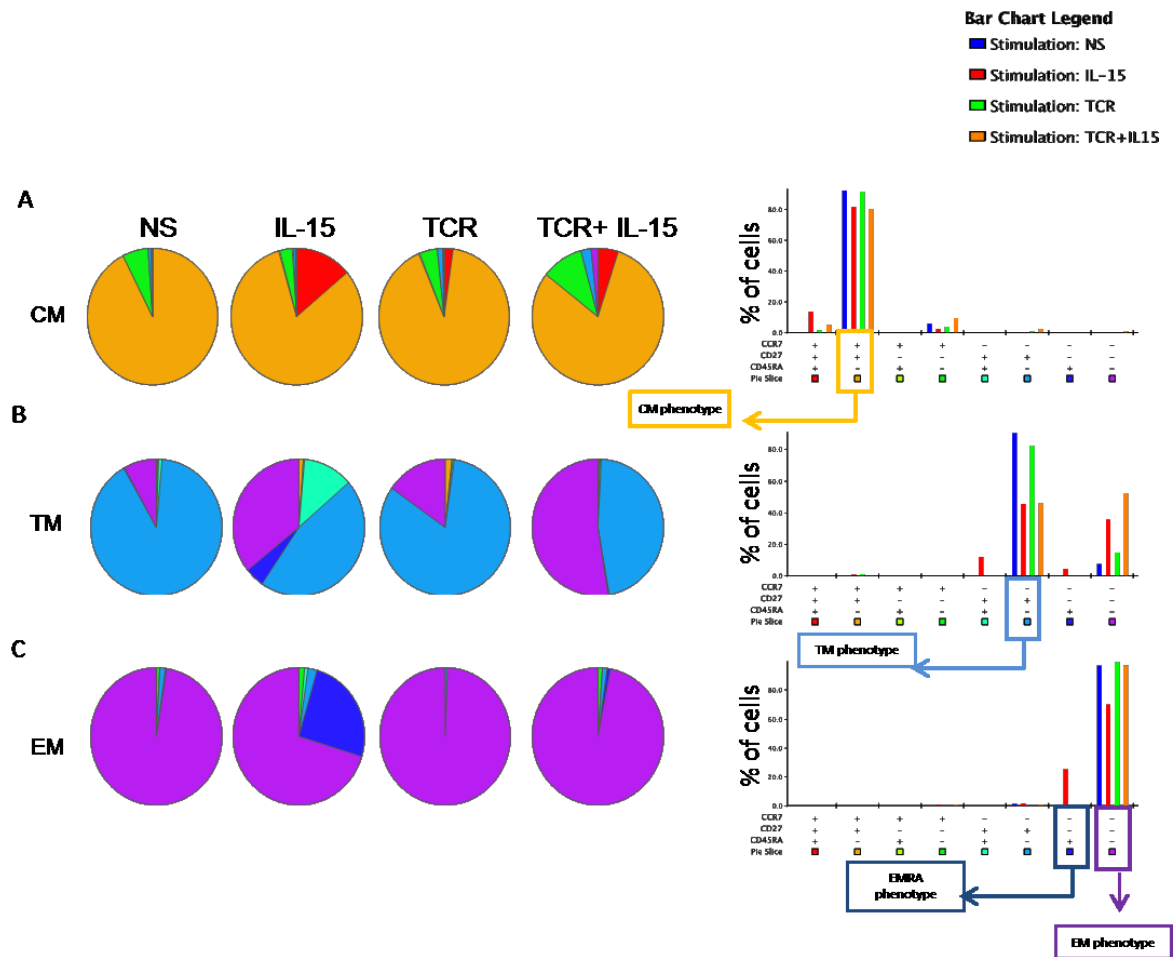 Bar Chart Legend
Stimulation: NS
Stimulation: IL-15
Stimulation: TCR
Stimulation: TCR+IL15
A
NS IL-15 TCR TCR+ IL-15
CM
% of cells
80.0
60.0
40.0
20.0
0.0
CCR7 + + + + − − − −
CD27 + + − − + + − −
CD45RA + − + − + − + −
Pie Slice
CM phenotype
B
TM
% of cells
80.0
60.0
40.0
20.0
0.0
CCR7 + + + + − − − −
CD27 + + − − + + − −
CD45RA + − + − + − + −
Pie Slice
TM phenotype
C
EM
% of cells
80.0
60.0
40.0
20.0
0.0
CCR7 + + + + − − − −
CD27 + + − − + + − −
CD45RA + − + − + − + −
Pie Slice
EMRA
phenotype
EM phenotype